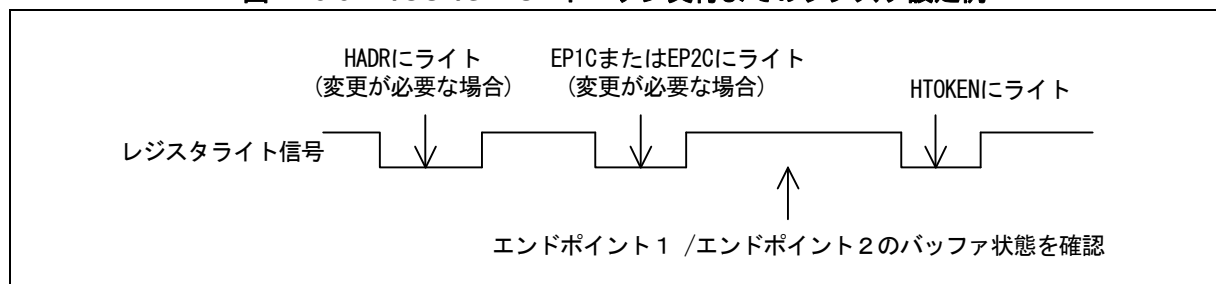 HADRにライト
(変更が必要な場合)
EP1CまたはEP2Cにライト
(変更が必要な場合)
HTOKENにライト
レジスタライト信号
エンドポイント１ /エンドポイント２のバッファ状態を確認